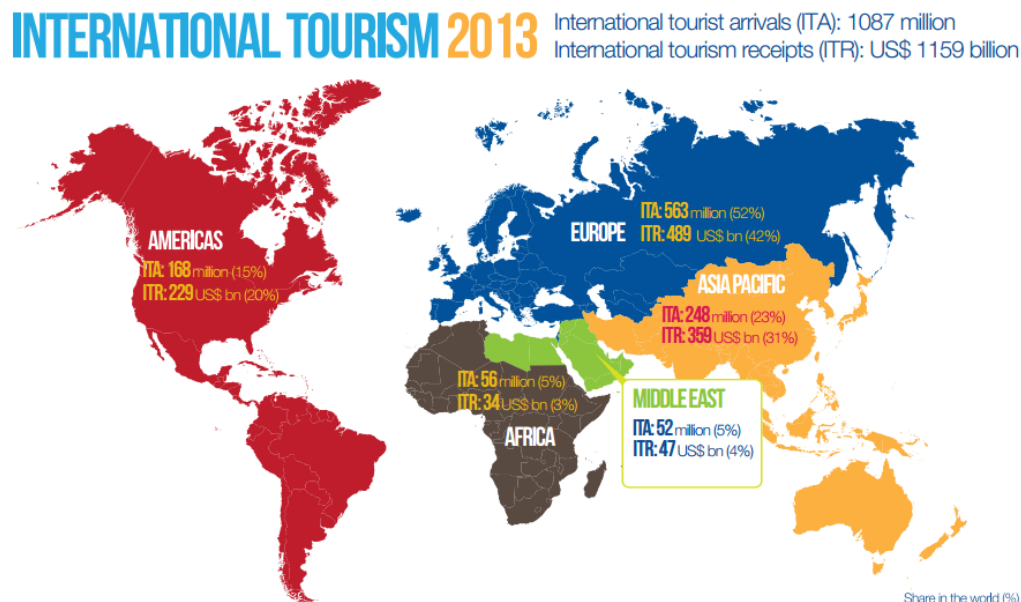 INTERNATIONAL TOURISM 2013
International tourist arrivals (ITA): 1087 million
International tourism receipts (ITR): US$ 1159 billion
AMERICAS
ITA: 168 million (15%)
ITR: 229 US$ bn (20%)
EUROPE
ITA: 563 million (52%)
ITR: 489 US$ bn (42%)
ASIA PACIFIC
ITA: 248 million (23%)
ITR: 359 US$ bn (31%)
ITA: 56 million (5%)
ITR: 34 US$ bn (3%)
AFRICA
MIDDLE EAST
ITA: 52 million (5%)
ITR: 47 US$ bn (4%)
Share in the world (%)